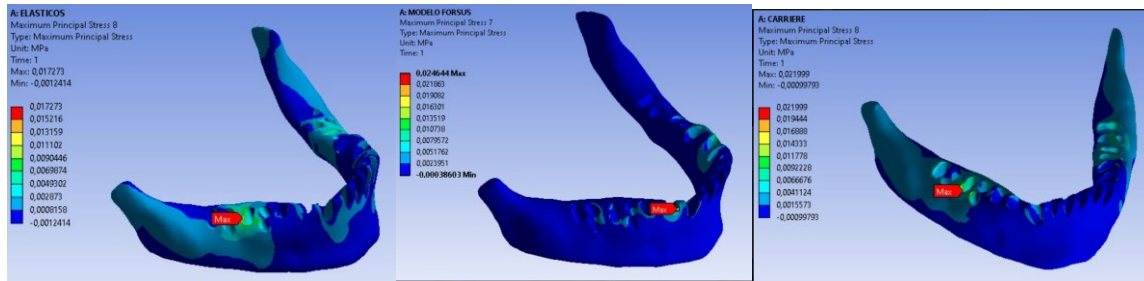 A: ELASTICOS
Maximum Principal Stress 8
Type: Maximum Principal Stress
Unit: MPa
Time: 1
Max: 0,017273
Min: -0,0012414
0,017273
0,015216
0,013159
0,011102
0,0090446
0,0069874
0,0049302
0,002873
0,0008158
-0,0012414
Max
A: MODELO FORSUS
Maximum Principal Stress 7
Type: Maximum Principal Stress
Unit: MPa
Time: 1
0,024644 Max
0,021863
0,019082
0,016301
0,013519
0,010738
0,0079572
0,0051762
0,0023951
-0,00038603 Min
Max
A: CARRIERE
Maximum Principal Stress 8
Type: Maximum Principal Stress
Unit: MPa
Time: 1
Max: 0,021999
Min: -0,00099793
0,021999
0,019444
0,016888
0,014333
0,011778
0,0092228
0,0066676
0,0041124
0,0015573
-0,00099793
Max